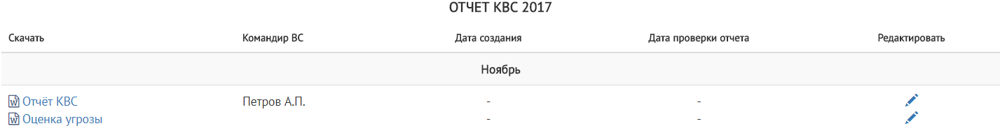 ОТЧЕТ КВС 2017
Скачать Командир ВС Дата создания Дата проверки отчета Редактировать
Ноябрь
Отчёт КВС Петров А.П. - -
Оценка угрозы - -